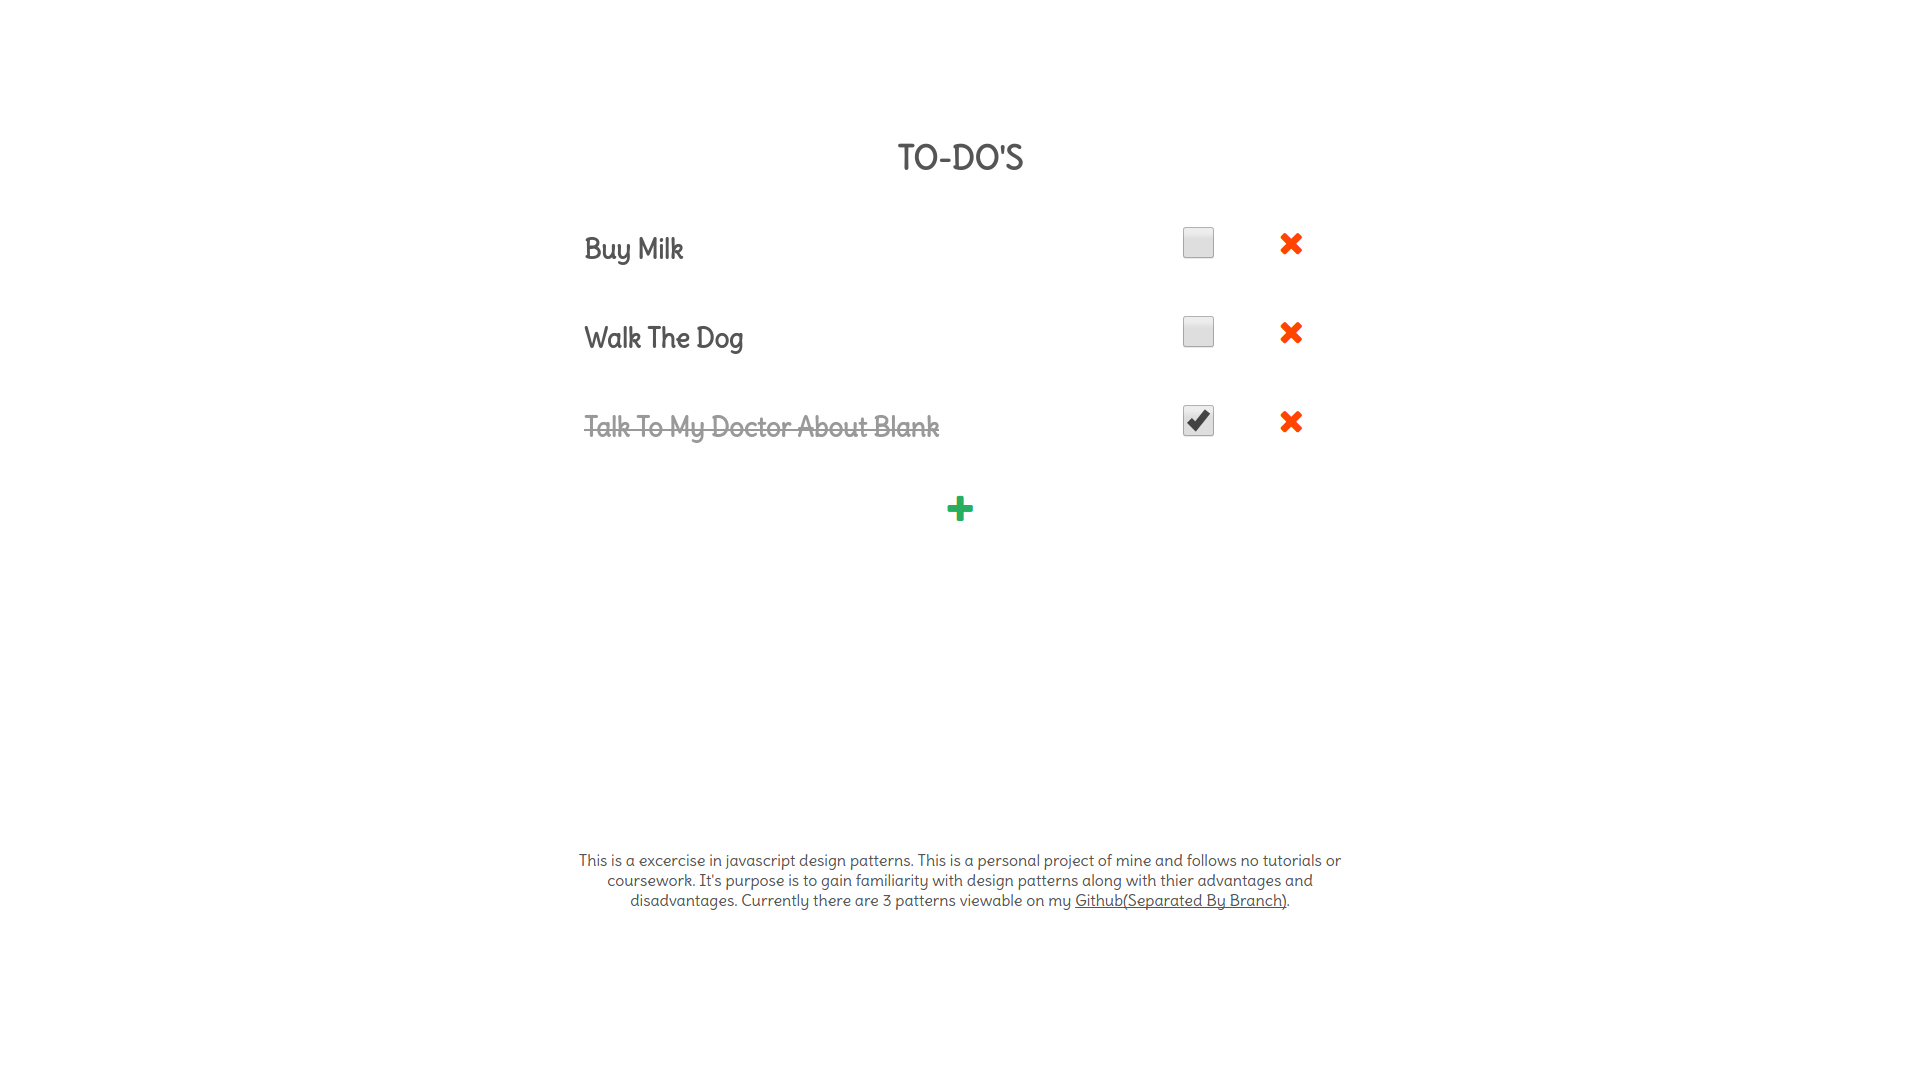 TO-DO'S
Buy Milk
Walk The Dog
Talk To My Doctor About Blank
This is a excercise in javascript design patterns. This is a personal project of mine and follows no tutorials or
coursework. It's purpose is to gain familiarity with design patterns along with thier advantages and
disadvantages. Currently there are 3 patterns viewable on my Github(Separated By Branch).